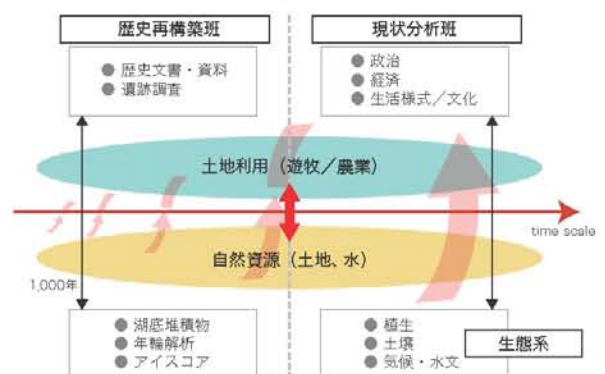 歴史再構築班
現状分析班
● 歴史文書・資料
● 遺跡調査
● 政治
● 経済
● 生活様式／文化
土地利用（遊牧／農業）
time scale
自然資源（土地、水）
1,000年
● 湖底堆積物
● 年輪解析
● アイスコア
● 植生
● 土壌
● 気候・水文
生態系